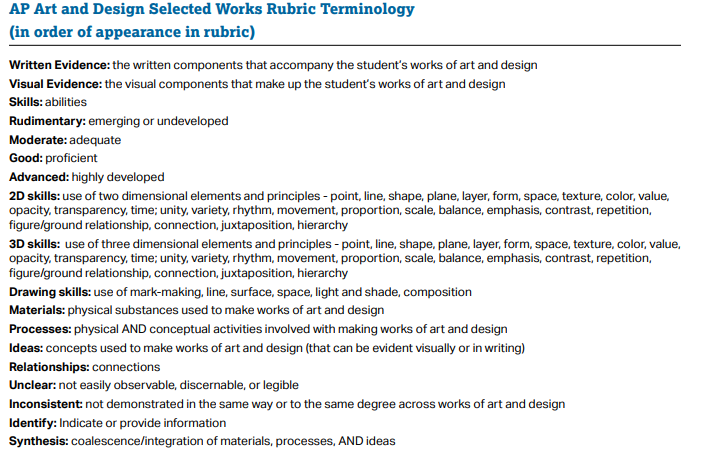 AP Art and Design Selected Works Rubric Terminology
(in order of appearance in rubric)
Written Evidence: the written components that accompany the student's works of art and design
Visual Evidence: the visual components that make up the student's works of art and design
Skills: abilities
Rudimentary: emerging or undeveloped
Moderate: adequate
Good: proficient
Advanced: highly developed
2D skills: use of two dimensional elements and principles - point, line, shape, plane, layer, form, space, texture, color, value,
opacity, transparency, time; unity, variety, rhythm, movement, proportion, scale, balance, emphasis, contrast, repetition,
figure/ground relationship, connection, juxtaposition, hierarchy
3D skills: use of three dimensional elements and principles - point, line, shape, plane, layer, form, space, texture, color, value,
opacity, transparency, time; unity, variety, rhythm, movement, proportion, scale, balance, emphasis, contrast, repetition,
figure/ground relationship, connection, juxtaposition, hierarchy
Drawing skills: use of mark-making, line, surface, space, light and shade, composition
Materials: physical substances used to make works of art and design
Processes: physical AND conceptual activities involved with making works of art and design
Ideas: concepts used to make works of art and design (that can be evident visually or in writing)
Relationships: connections
Unclear: not easily observable, discernable, or legible
Inconsistent: not demonstrated in the same way or to the same degree across works of art and design
Identify: Indicate or provide information
Synthesis: coalescence/integration of materials, processes, AND ideas